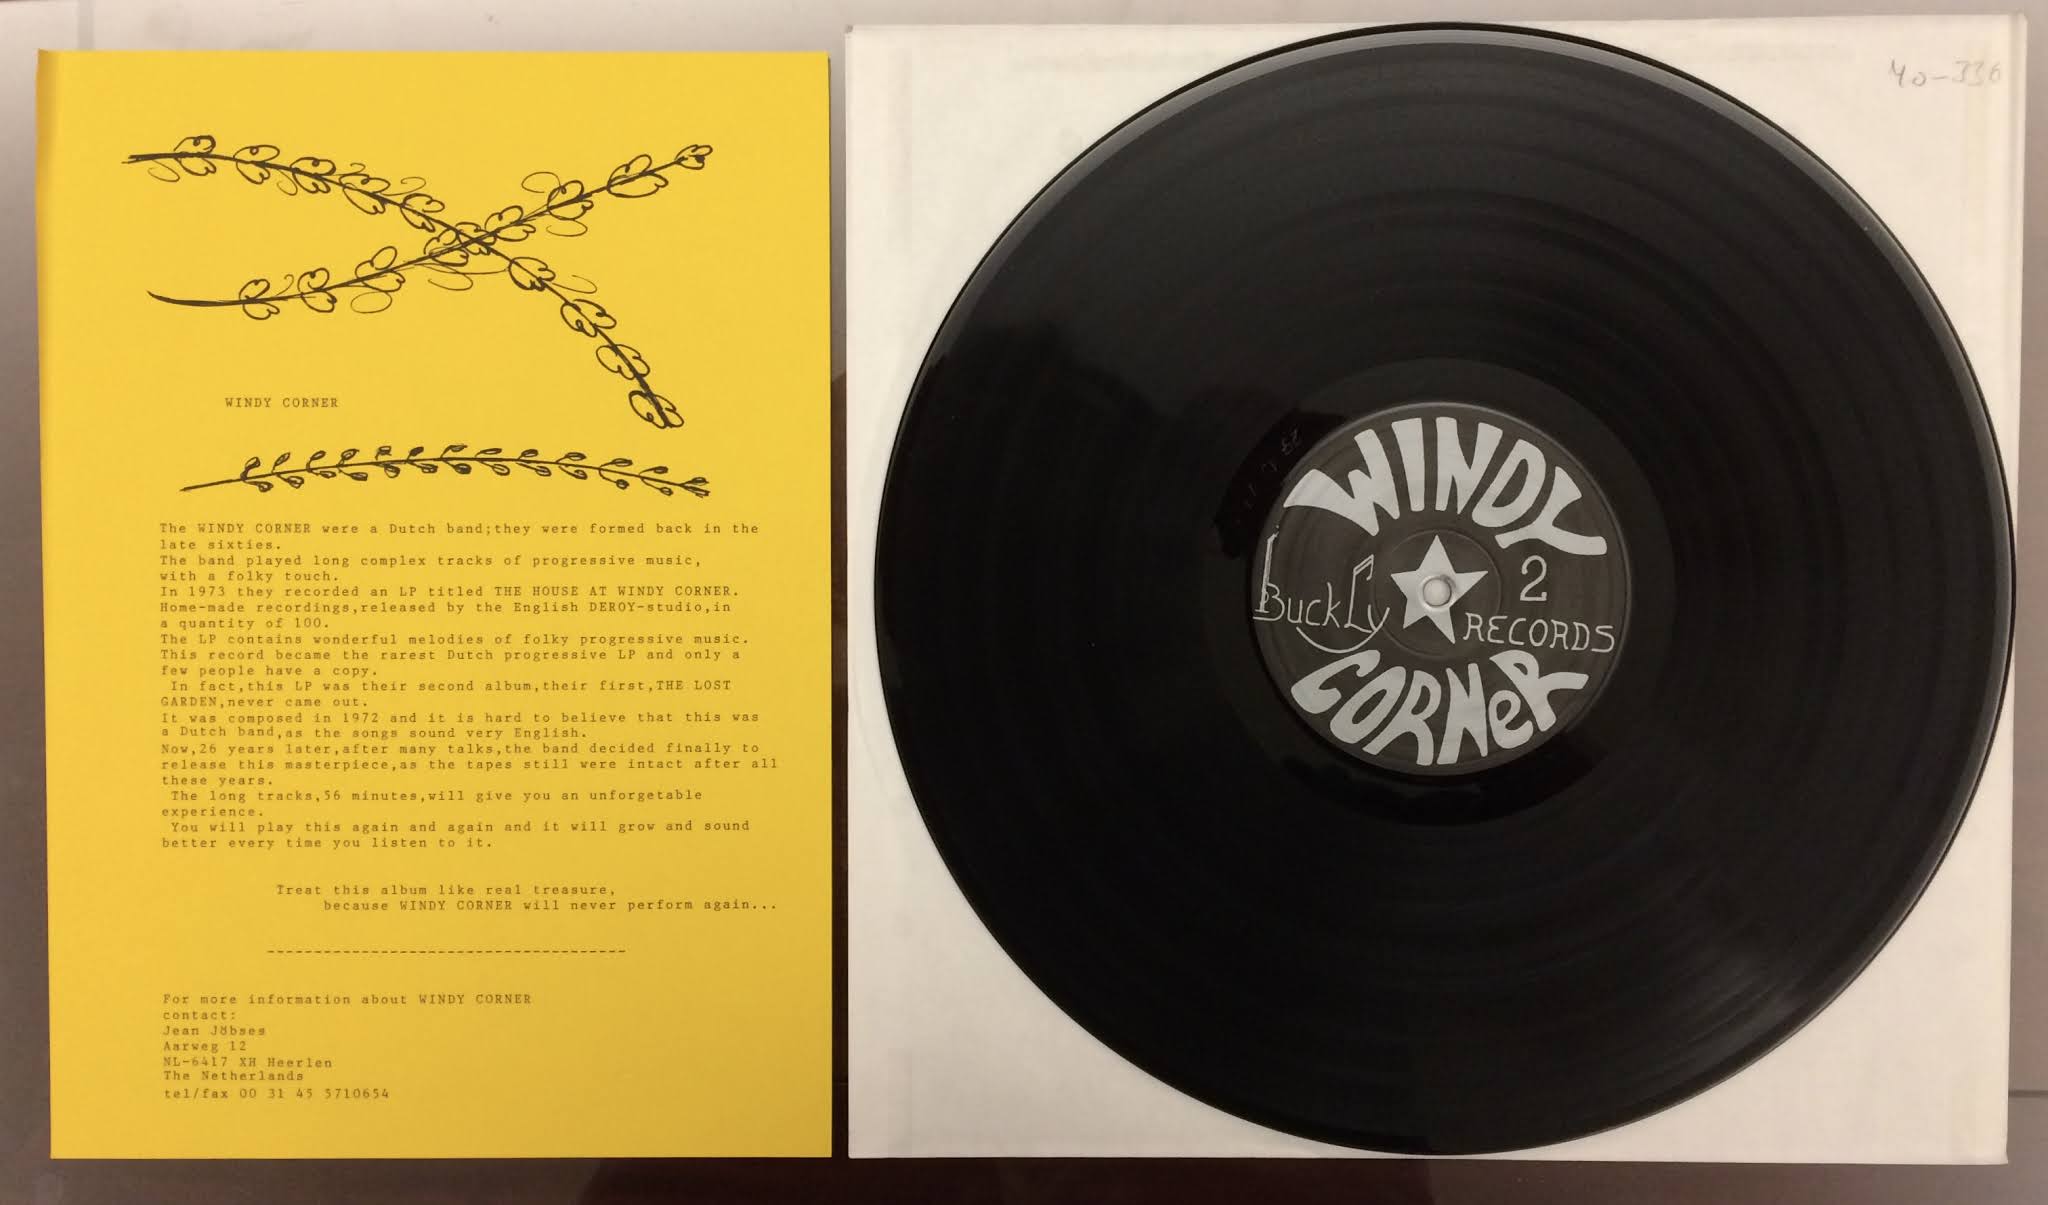 WINDY CORNER
The WINDY CORNER were a Dutch band;they were formed back in the
late sixties.
The band played long complex tracks of progressive music,
with a folky touch.
In 1973 they recorded an LP titled THE HOUSE AT WINDY CORNER.
Home-made recordings,released by the English DEROY-studio,in
a quantity of 100.
The LP contains wonderful melodies of folky progressive music.
This record became the rarest Dutch progressive LP and only a
few people have a copy.
In fact,this LP was their second album,their first,THE LOST
GARDEN,never came out.
It was composed in 1972 and it is hard to believe that this was
a Dutch band,as the songs sound very English.
Now,26 years later,after many talks,the band decided finally to
release this masterpiece,as the tapes still were intact after all
these years.
The long tracks,56 minutes,will give you an unforgetable
experience.
You will play this again and again and it will grow and sound
better every time you listen to it.
Treat this album like real treasure,
because WINDY CORNER will never perform again...
For more information about WINDY CORNER
contact:
Jean Jöbses
Aarweg 12
NL-6417 XH Heerlen
The Netherlands
tel/fax 00 31 45 5710654
WINDY
2
BuckLy RECORDS
CORNeR